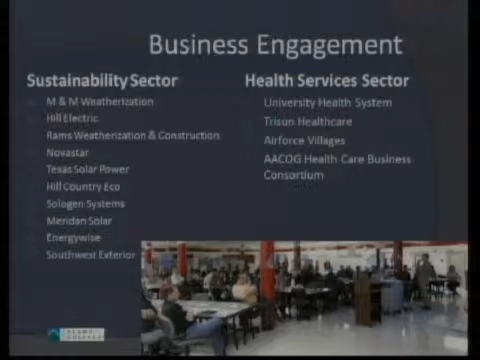 Business Engagement
Sustainability Sector
M & M Weatherization
Hill Electric
Rams Weatherization & Construction
Novastar
Texas Solar Power
Hill Country Eco
Sologen Systems
Meridan Solar
Energywise
Southwest Exterior
Health Services Sector
University Health System
Trisun Healthcare
Airforce Villages
AACOG Health Care Business
Consortium
ALAMO
COLLEGES